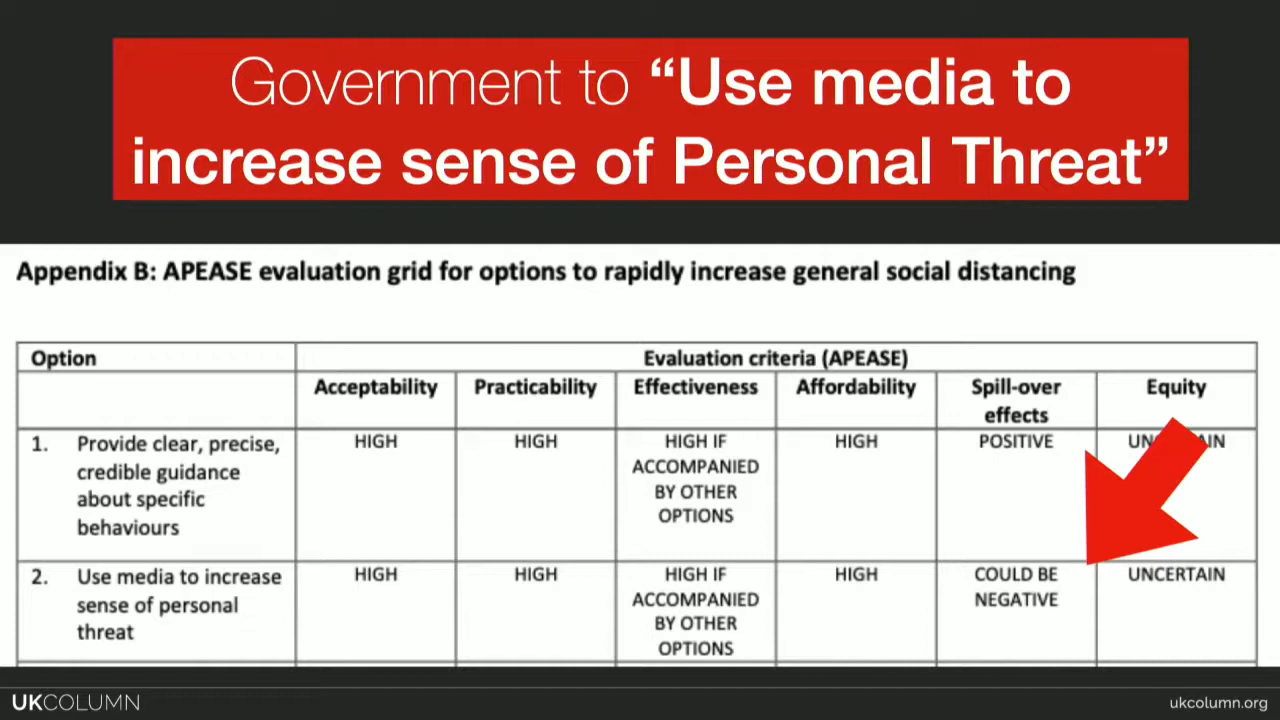 Government to “Use media to
increase sense of Personal Threat”
Appendix B: APEASE evaluation grid for options to rapidly increase general social distancing
Option
Evaluation criteria (APEASE)
Acceptability
Practicability
Effectiveness
Affordability
Spill-over
effects
Equity
1. Provide clear, precise,
credible guidance
about specific
behaviours
HIGH
HIGH
HIGH IF
ACCOMPANIED
BY OTHER
OPTIONS
HIGH
POSITIVE
2. Use media to increase
sense of personal
threat
HIGH
HIGH
HIGH IF
ACCOMPANIED
BY OTHER
OPTIONS
HIGH
COULD BE
NEGATIVE
UNCERTAIN
UKCOLUMN
ukcolumn.org